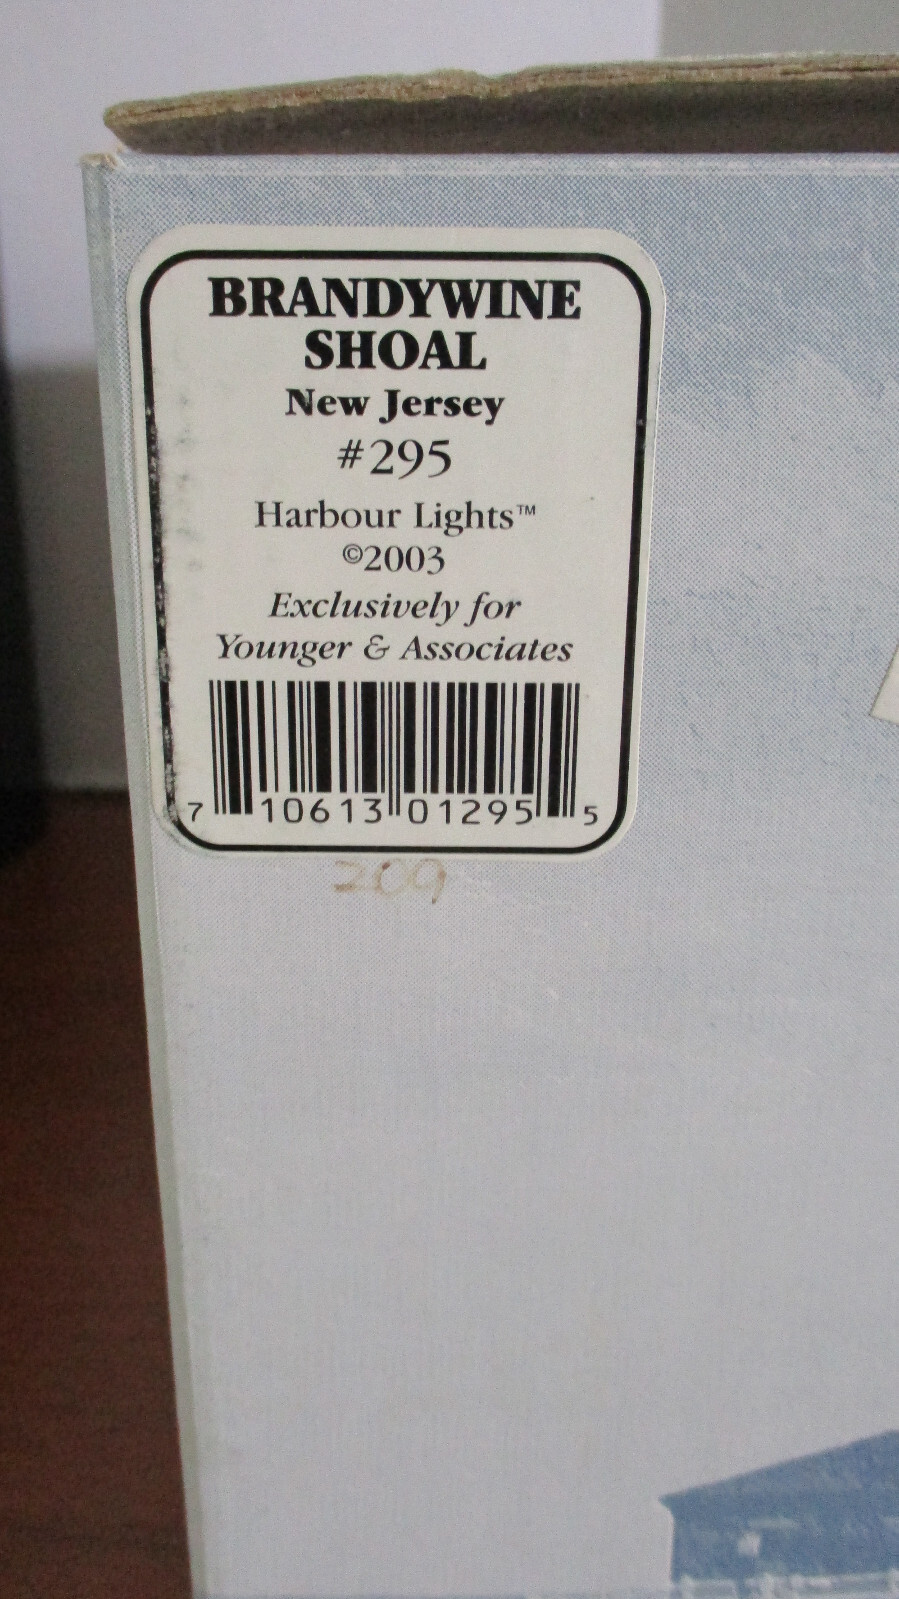 BRANDYWINE
SHOAL
New Jersey
#295
Harbour Lights™
©2003
Exclusively for
Younger & Associates
7 10613 01295 5
209